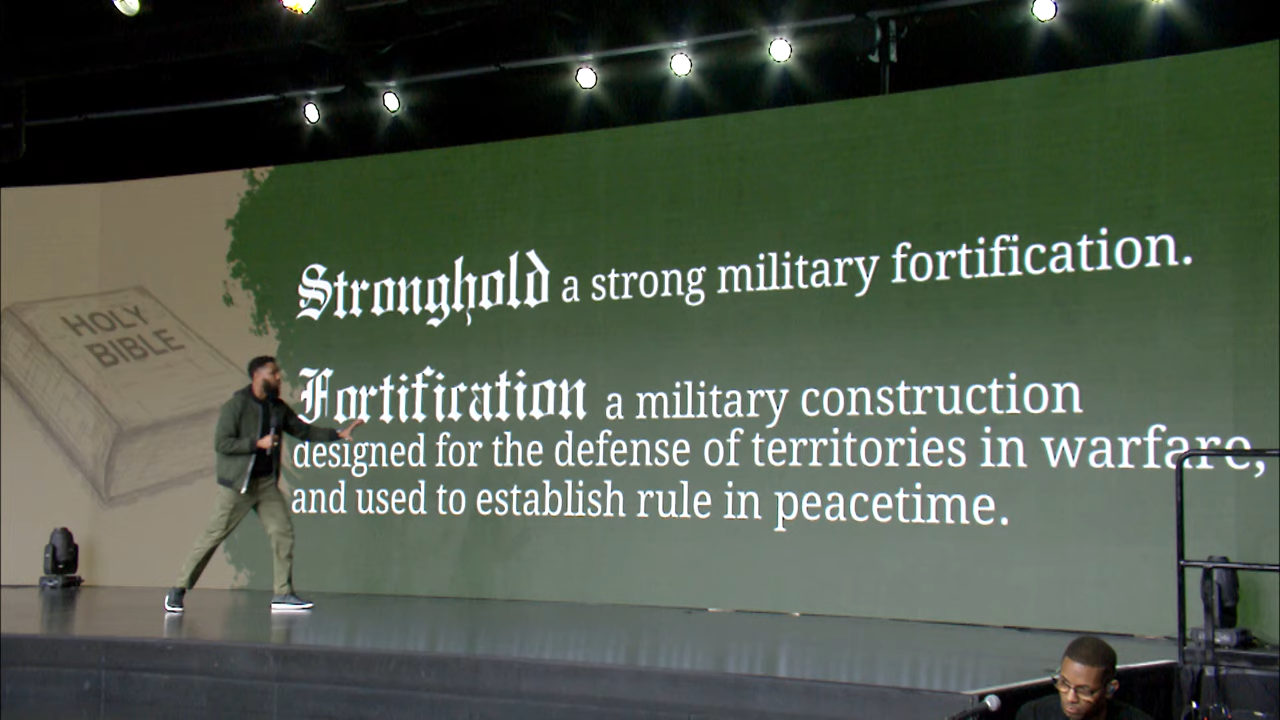 HOLY
BIBLE
Stronghold a strong military fortification.
Fortification a military construction
designed for the defense of territories in warfare,
and used to establish rule in peacetime.